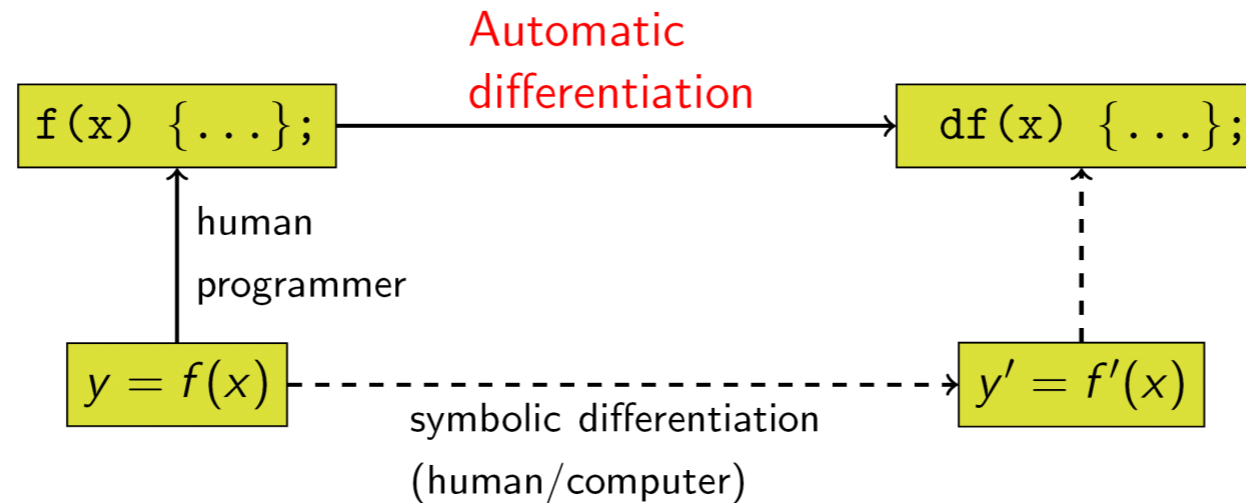 Automatic
differentiation
f(x) {...};
df(x) {...};
human
programmer
y = f(x)
y′ = f′(x)
symbolic differentiation
(human/computer)